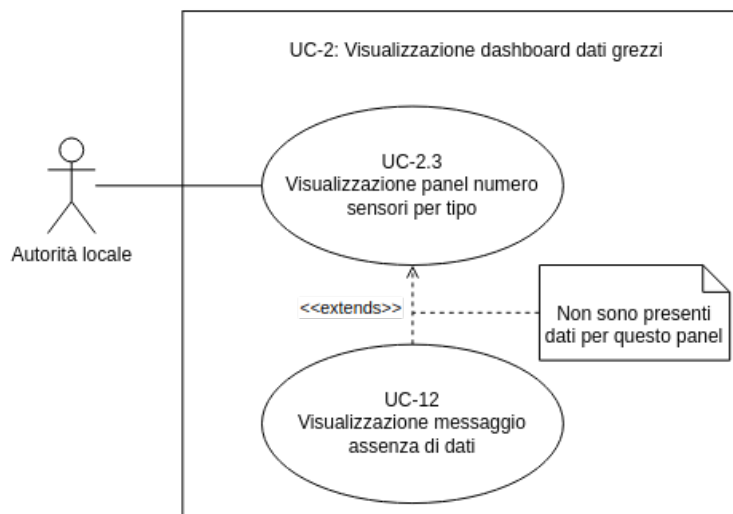 UC-2: Visualizzazione dashboard dati grezzi
UC-2.3
Visualizzazione panel numero
sensori per tipo
Autorità locale
<<extends>>
Non sono presenti
dati per questo panel
UC-12
Visualizzazione messaggio
assenza di dati